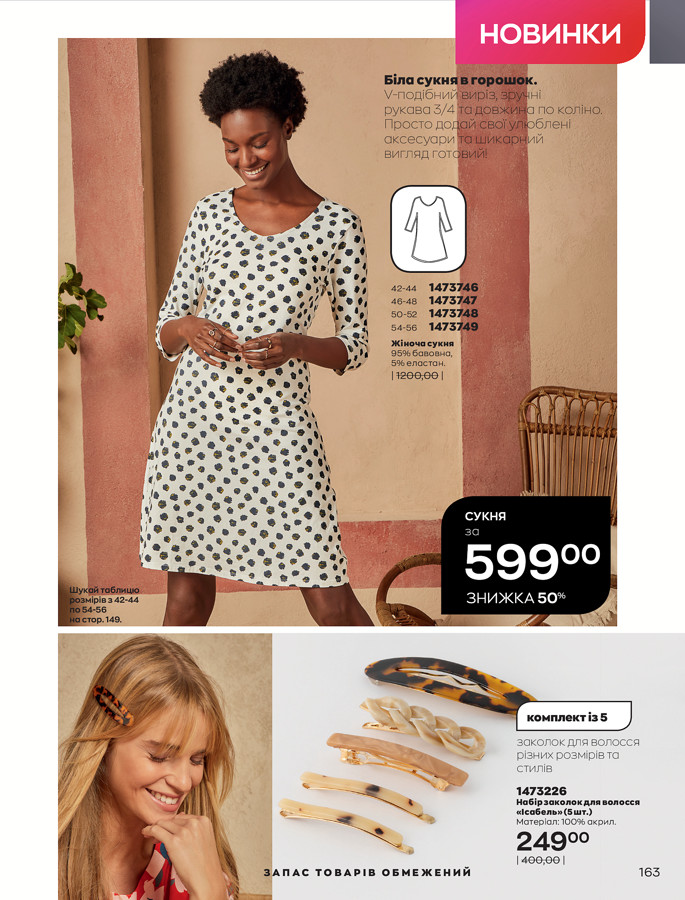 НОВИНКИ
Біла сукня в горошок.
V-подібний виріз, зручні
рукава 3/4 та довжина по коліно.
Просто додай свої улюблені
аксесуари та шикарний
вигляд готовий!
42-44 1473746
46-48 1473747
50-52 1473748
54-56 1473749
Жіноча сукня
95% бавовна,
5% еластан.
| 1200,00 |
СУКНЯ
за
599 00
ЗНИЖКА 50%
Шукай таблицю
розмірів з 42-44
по 54-56
на стор. 149.
комплект із 5
заколок для волосся
різних розмірів та
стилів
1473226
Набір заколок для волосся
«Ісабель» (5 шт.)
Матеріал: 100% акрил.
249 00
| 400,00 |
ЗАПАС ТОВАРІВ ОБМЕЖЕНИЙ
163